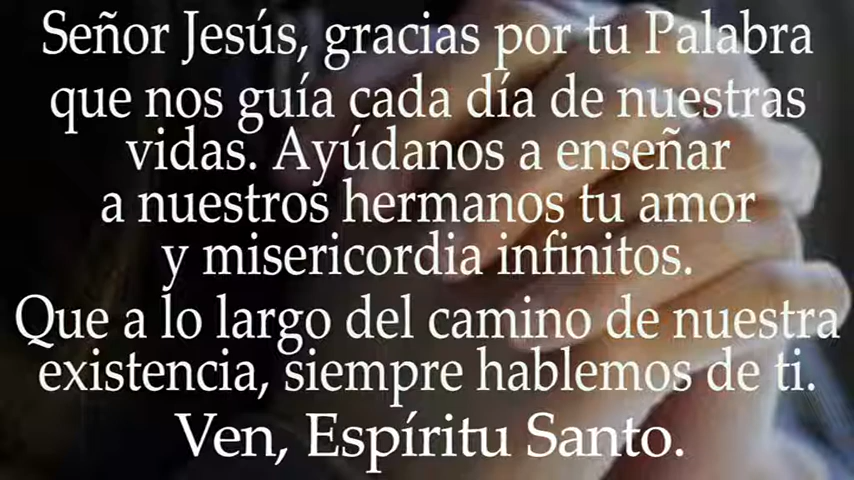 Señor Jesús, gracias por tu Palabra
que nos guía cada día de nuestras
vidas. Ayúdanos a enseñar
a nuestros hermanos tu amor
y misericordia infinitos.
Que a lo largo del camino de nuestra
existencia, siempre hablemos de ti.
Ven, Espíritu Santo.